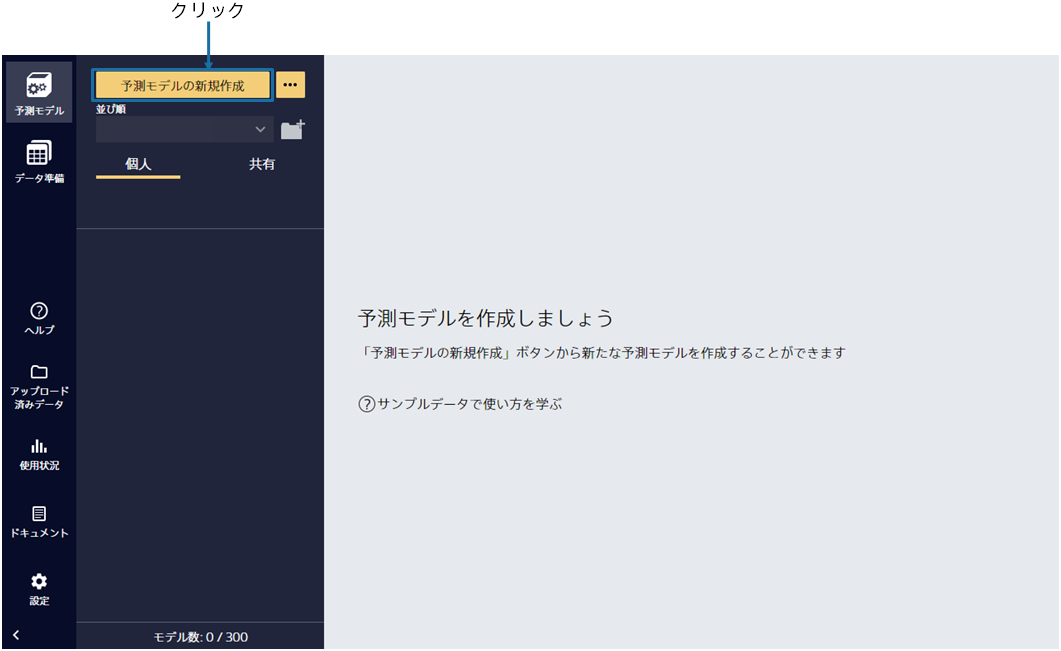 クリック
予測モデル
データ準備
ヘルプ
アップロード
済みデータ
使用状況
ドキュメント
設定
予測モデルの新規作成
並び順
個人
共有
モデル数: 0 / 300
予測モデルを作成しましょう
「予測モデルの新規作成」ボタンから新たな予測モデルを作成することができます
サンプルデータで使い方を学ぶ